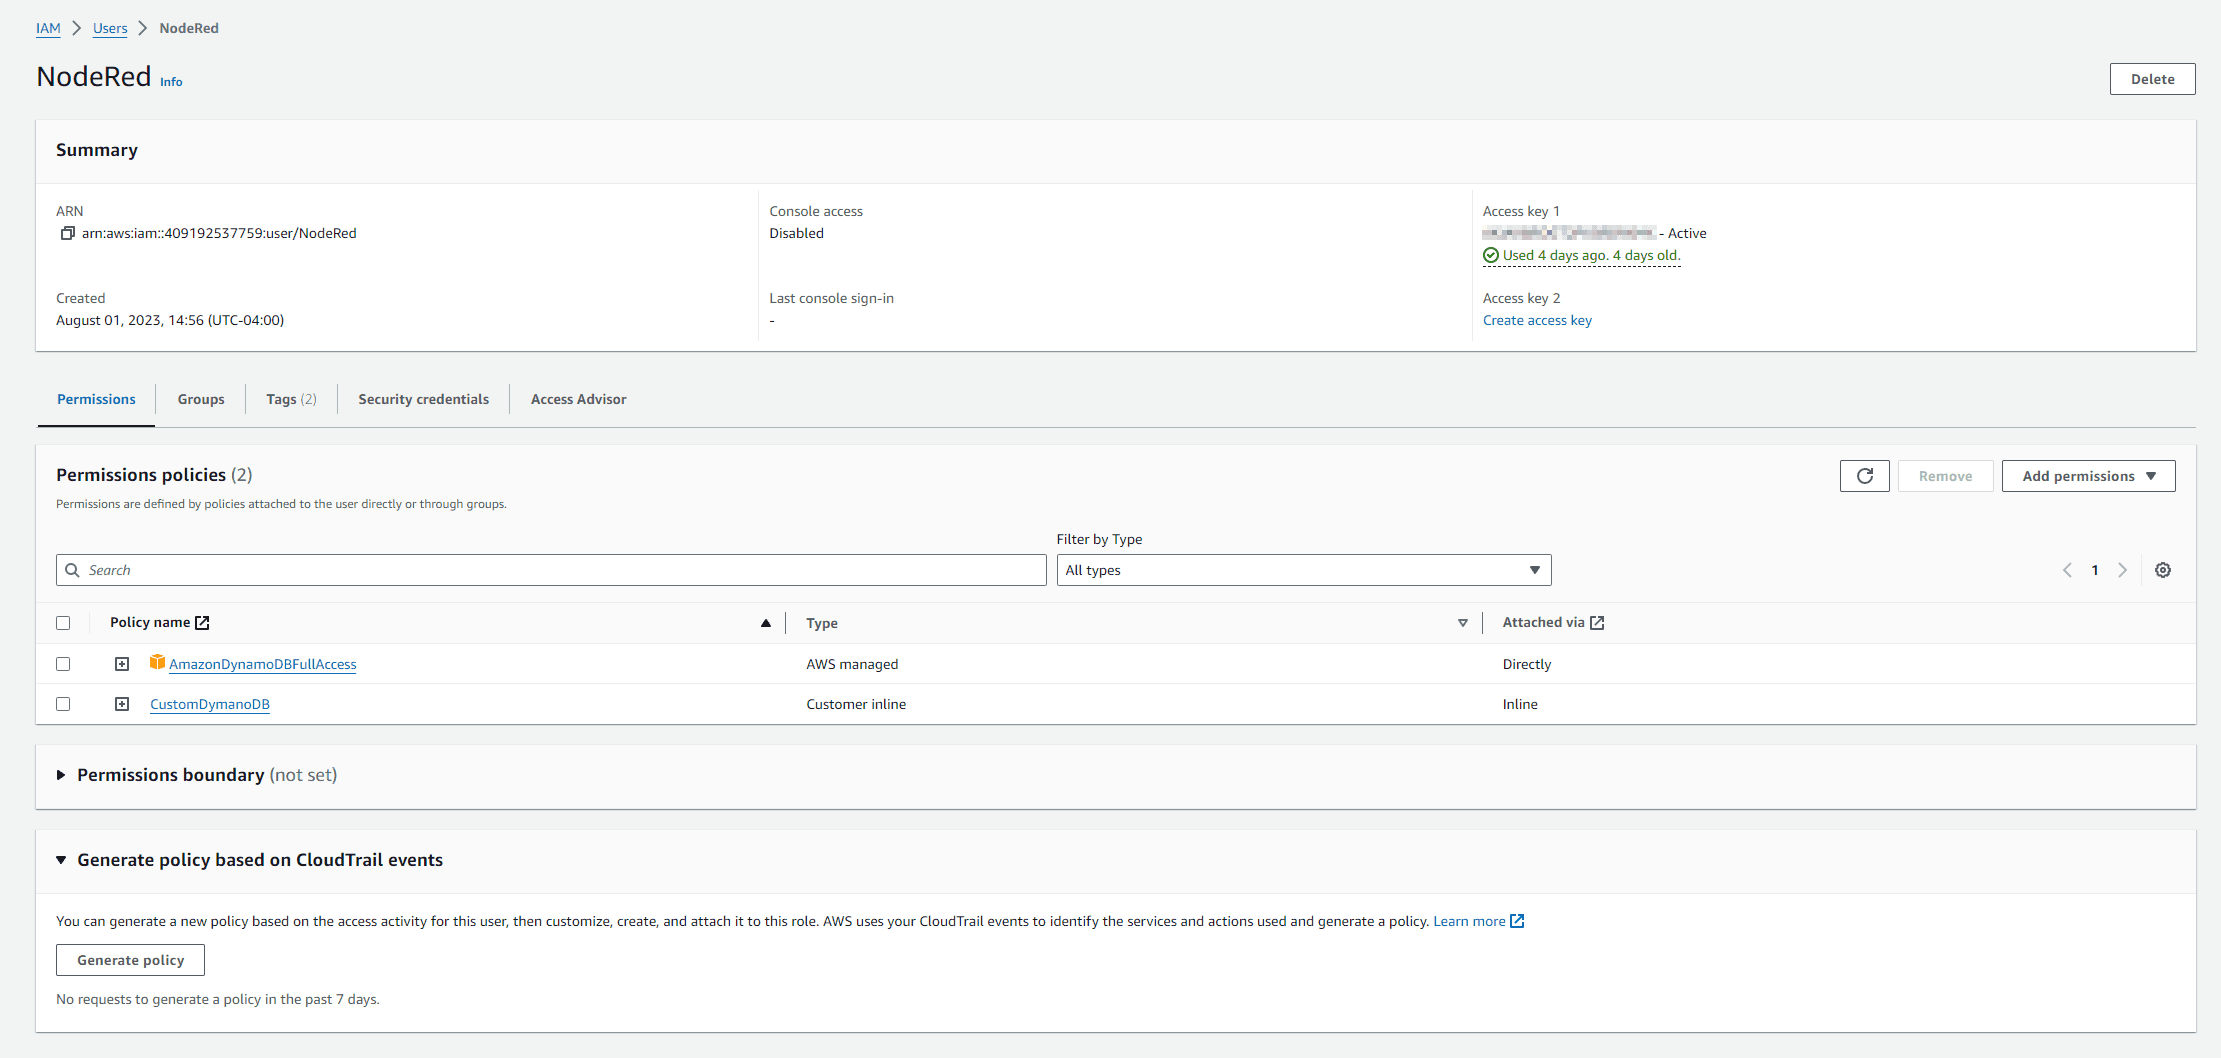 IAM > Users > NodeRed
NodeRed Info
Delete
Summary
ARN
arn:aws:iam::409192537759:user/NodeRed
Created
August 01, 2023, 14:56 (UTC-04:00)
Console access
Disabled
Last console sign-in
-
Access key 1
- Active
Used 4 days ago. 4 days old.
Access key 2
Create access key
Permissions
Groups
Tags (2)
Security credentials
Access Advisor
Permissions policies (2)
Permissions are defined by policies attached to the user directly or through groups.
Remove
Add permissions
Filter by Type
Search
All types
1
Policy name
Type
Attached via
AmazonDynamoDBFullAccess
AWS managed
Directly
CustomDymanoDB
Customer inline
Inline
Permissions boundary (not set)
Generate policy based on CloudTrail events
You can generate a new policy based on the access activity for this user, then customize, create, and attach it to this role. AWS uses your CloudTrail events to identify the services and actions used and generate a policy. Learn more
Generate policy
No requests to generate a policy in the past 7 days.